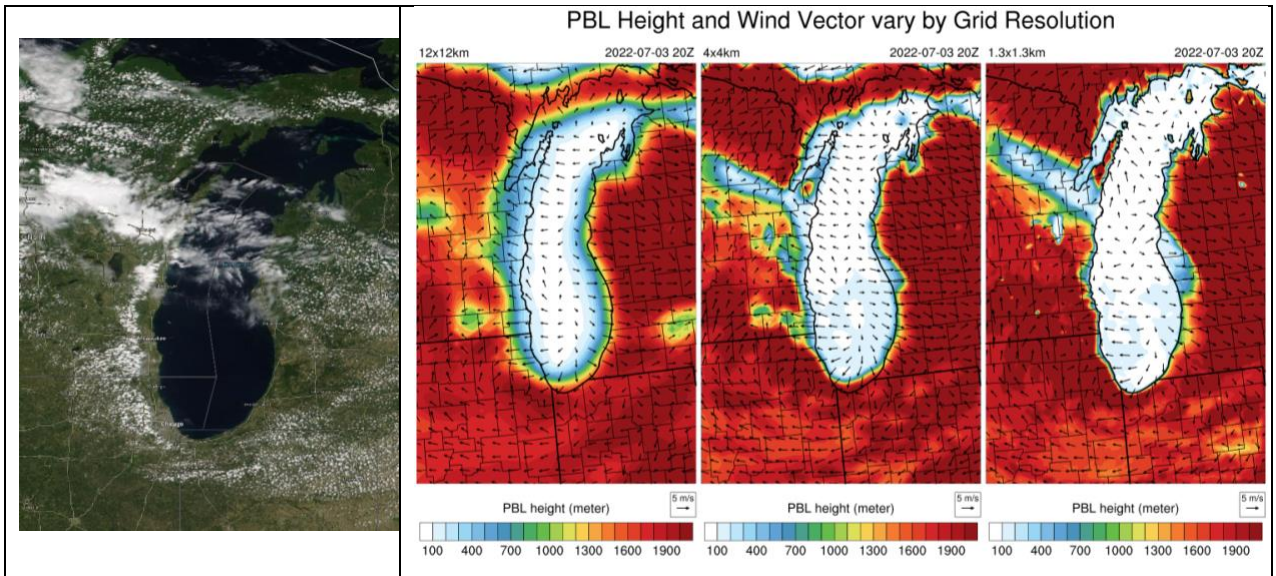 PBL Height and Wind Vector vary by Grid Resolution
12x12km 2022-07-03 20Z
4x4km 2022-07-03 20Z
1.3x1.3km 2022-07-03 20Z
PBL height (meter) 5 m/s
100 400 700 1000 1300 1600 1900
PBL height (meter) 5 m/s
100 400 700 1000 1300 1600 1900
PBL height (meter) 5 m/s
100 400 700 1000 1300 1600 1900